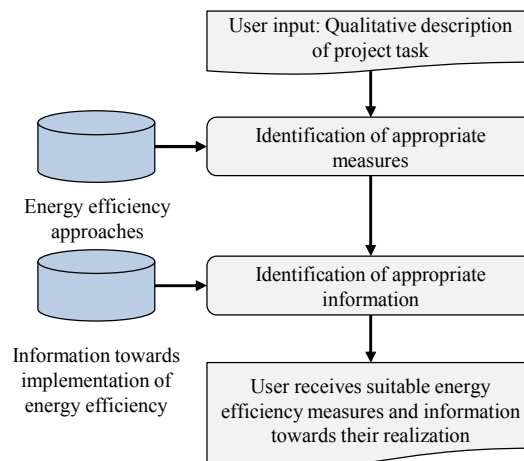 User input: Qualitative description
of project task
Identification of appropriate
measures
Energy efficiency
approaches
Identification of appropriate
information
Information towards
implementation of
energy efficiency
User receives suitable energy
efficiency measures and information
towards their realization